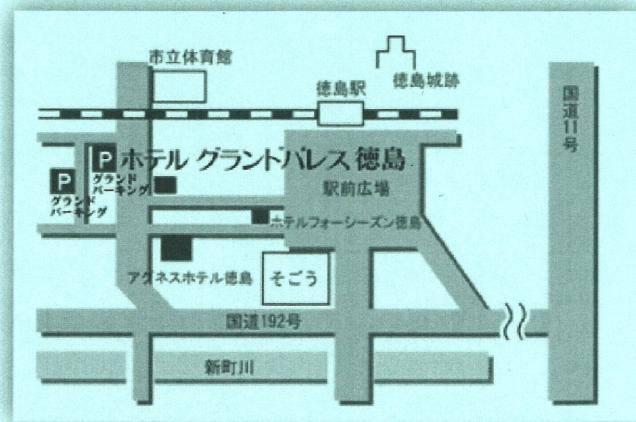 市立体育館
徳島駅
徳島城跡
国道11号
P ホテル グランドパレス徳島
グランド
パーキング
P
グランド
パーキング
駅前広場
ホテルフォーシーズン徳島
アグネスホテル徳島
そごう
国道192号
新町川